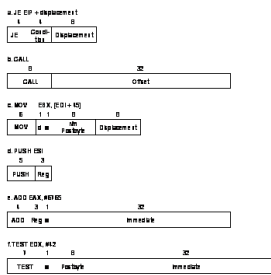 a. JE EIP + displacement
4 4 8
JE Condi-tion Displacement
b. CALL
8 32
CALL Offset
c. MOV EBX, [EDI + 45]
6 1 1 8 8
MOV d w r/m Postbyte Displacement
d. PUSH ESI
5 3
PUSH Reg
e. ADD EAX, #6765
4 3 1 32
ADD Reg w Immediate
f. TEST EDX, #42
7 1 8 32
TEST w Postbyte Immediate